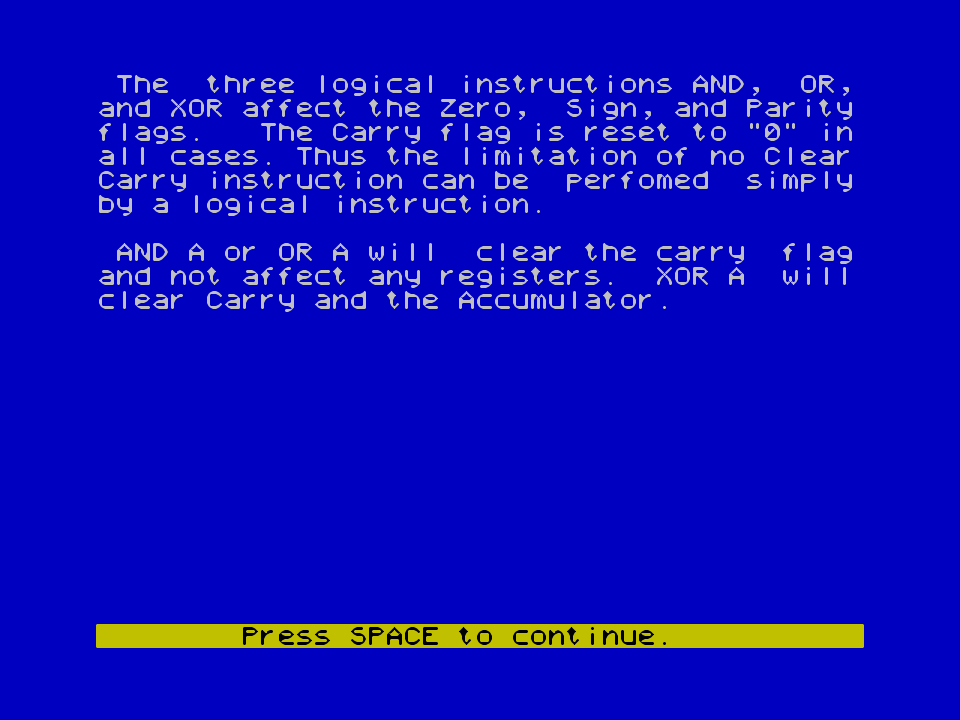 The three logical instructions AND, OR,
and XOR affect the Zero, Sign, and Parity
flags. The Carry flag is reset to "0" in
all cases. Thus the limitation of no Clear
Carry instruction can be perfomed simply
by a logical instruction.
AND A or OR A will clear the carry flag
and not affect any registers. XOR A will
clear Carry and the Accumulator.
Press SPACE to continue.